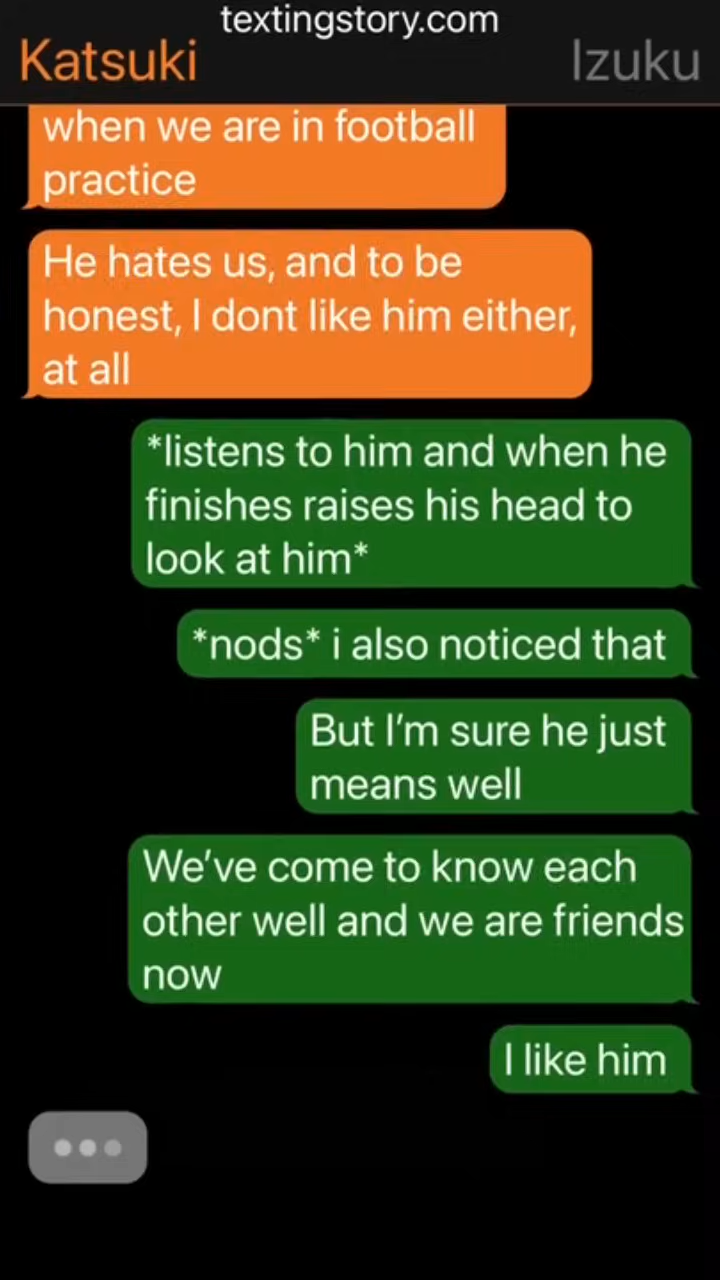 textingstory.com
Katsuki
Izuku
when we are in football
practice
He hates us, and to be
honest, I dont like him either,
at all
*listens to him and when he
finishes raises his head to
look at him*
*nods* i also noticed that
But I’m sure he just
means well
We’ve come to know each
other well and we are friends
now
I like him